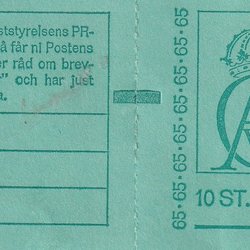 ststyrelsens PR-
å får ni Postens
er råd om brev-
" och har just
a.
65·65·65·65·65·65·65
10 ST.